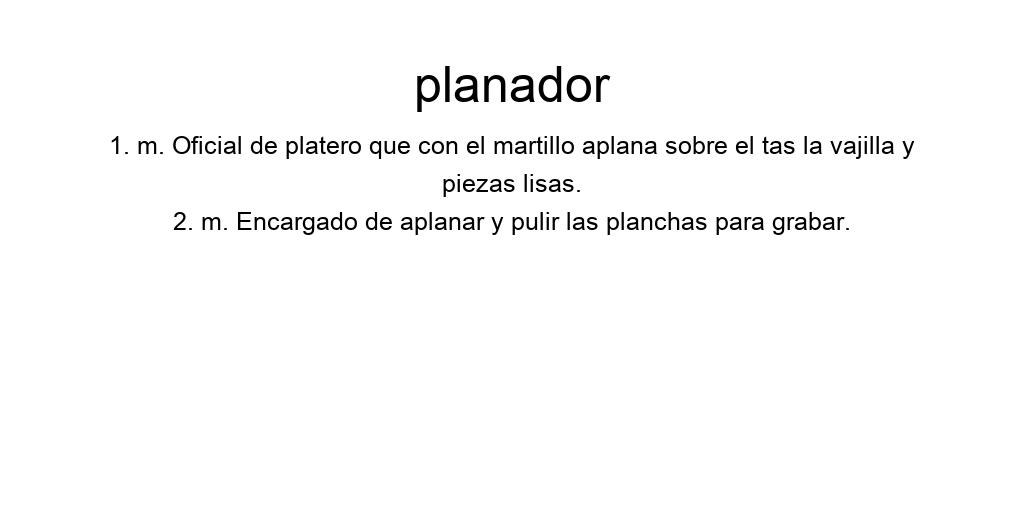 planador
1. m. Oficial de platero que con el martillo aplana sobre el tas la vajilla y
piezas lisas.
2. m. Encargado de aplanar y pulir las planchas para grabar.